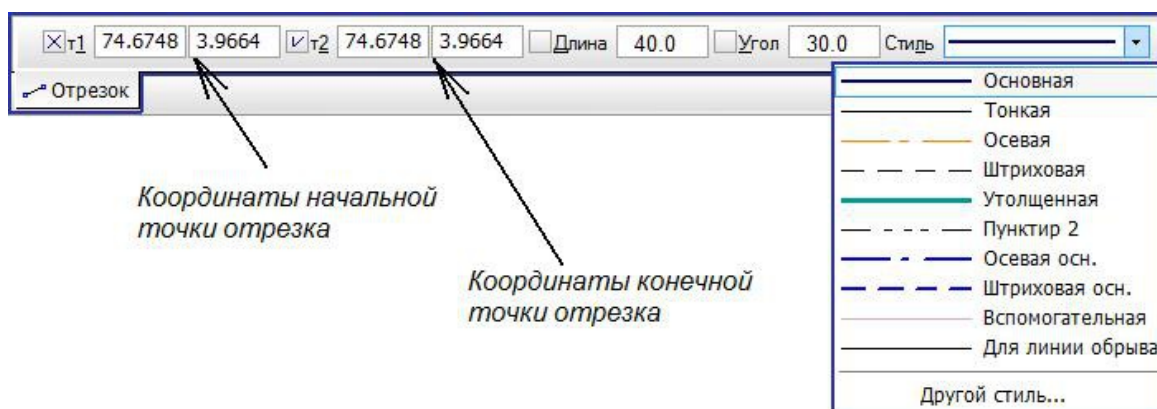 т1 74.6748 3.9664 т2 74.6748 3.9664 Длина 40.0 Угол 30.0 Стиль
Отрезок
Основная
Тонкая
Осевая
Штриховая
Утолщенная
Пунктир 2
Осевая осн.
Штриховая осн.
Вспомогательная
Для линии обрыва
Другой стиль...
Координаты начальной
точки отрезка
Координаты конечной
точки отрезка